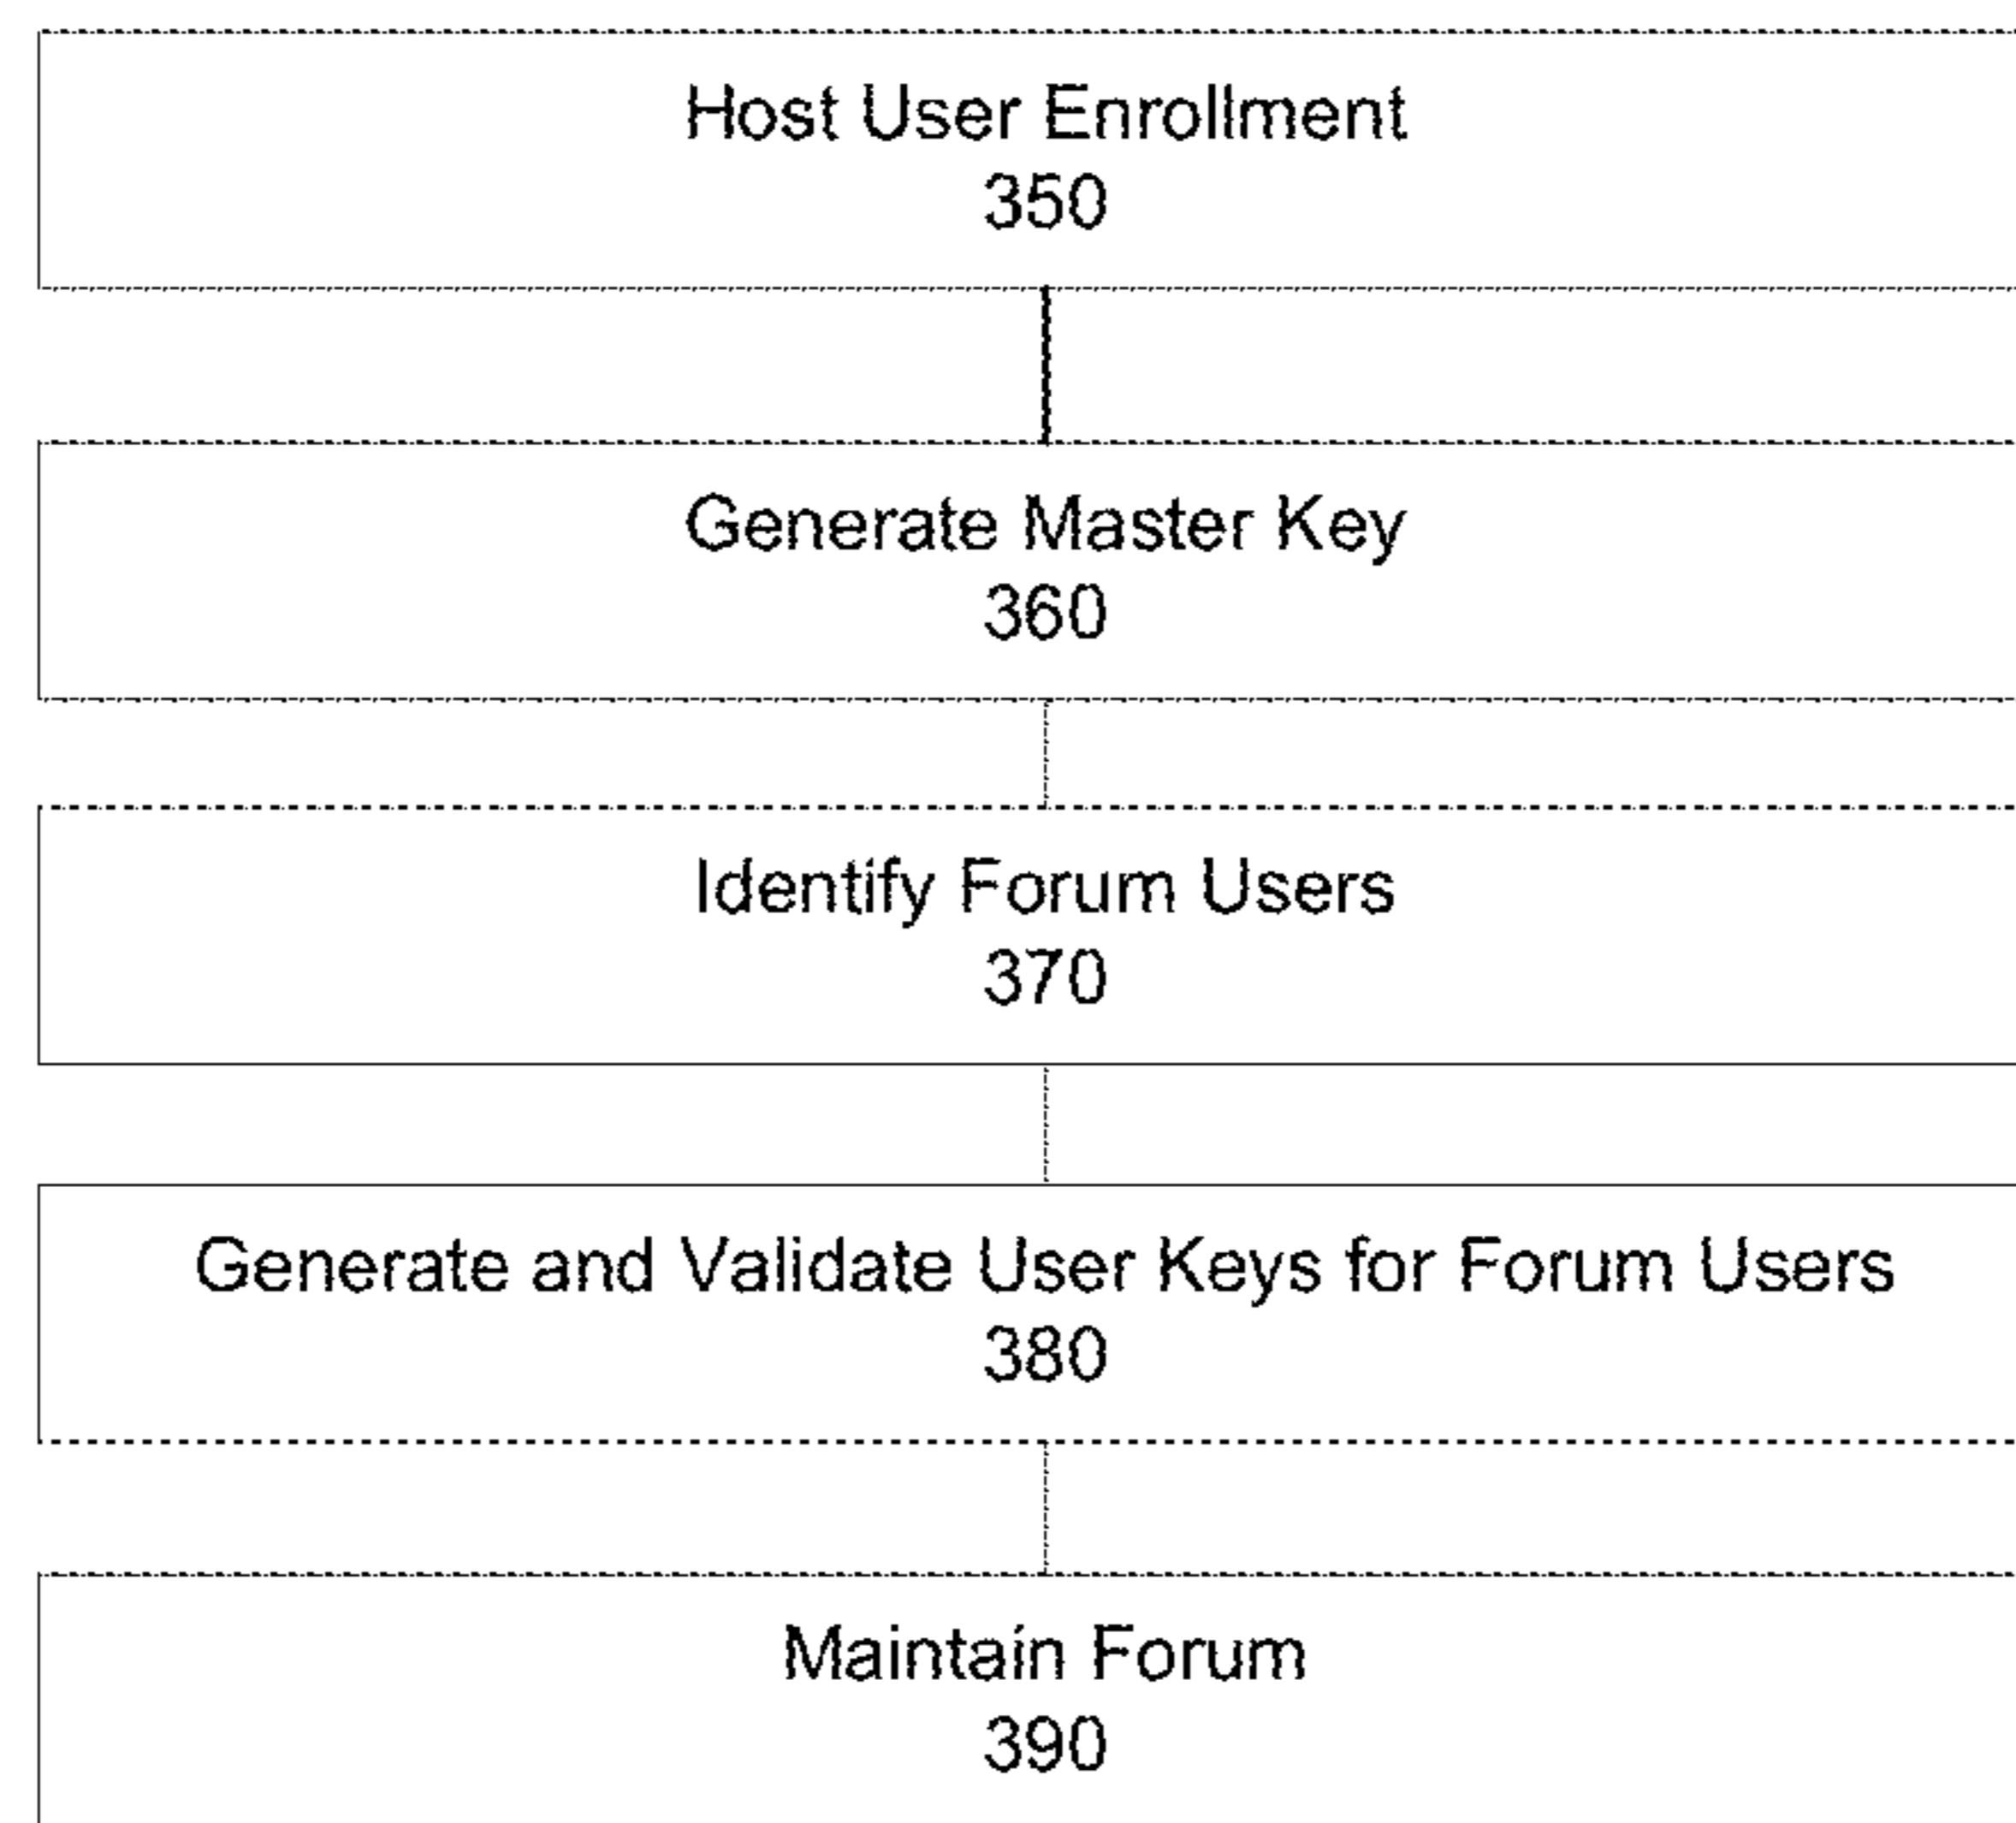 Host User Enrollment
350
Generate Master Key
360
Identify Forum Users
370
Generate and Validate User Keys for Forum Users
380
Maintain Forum
390